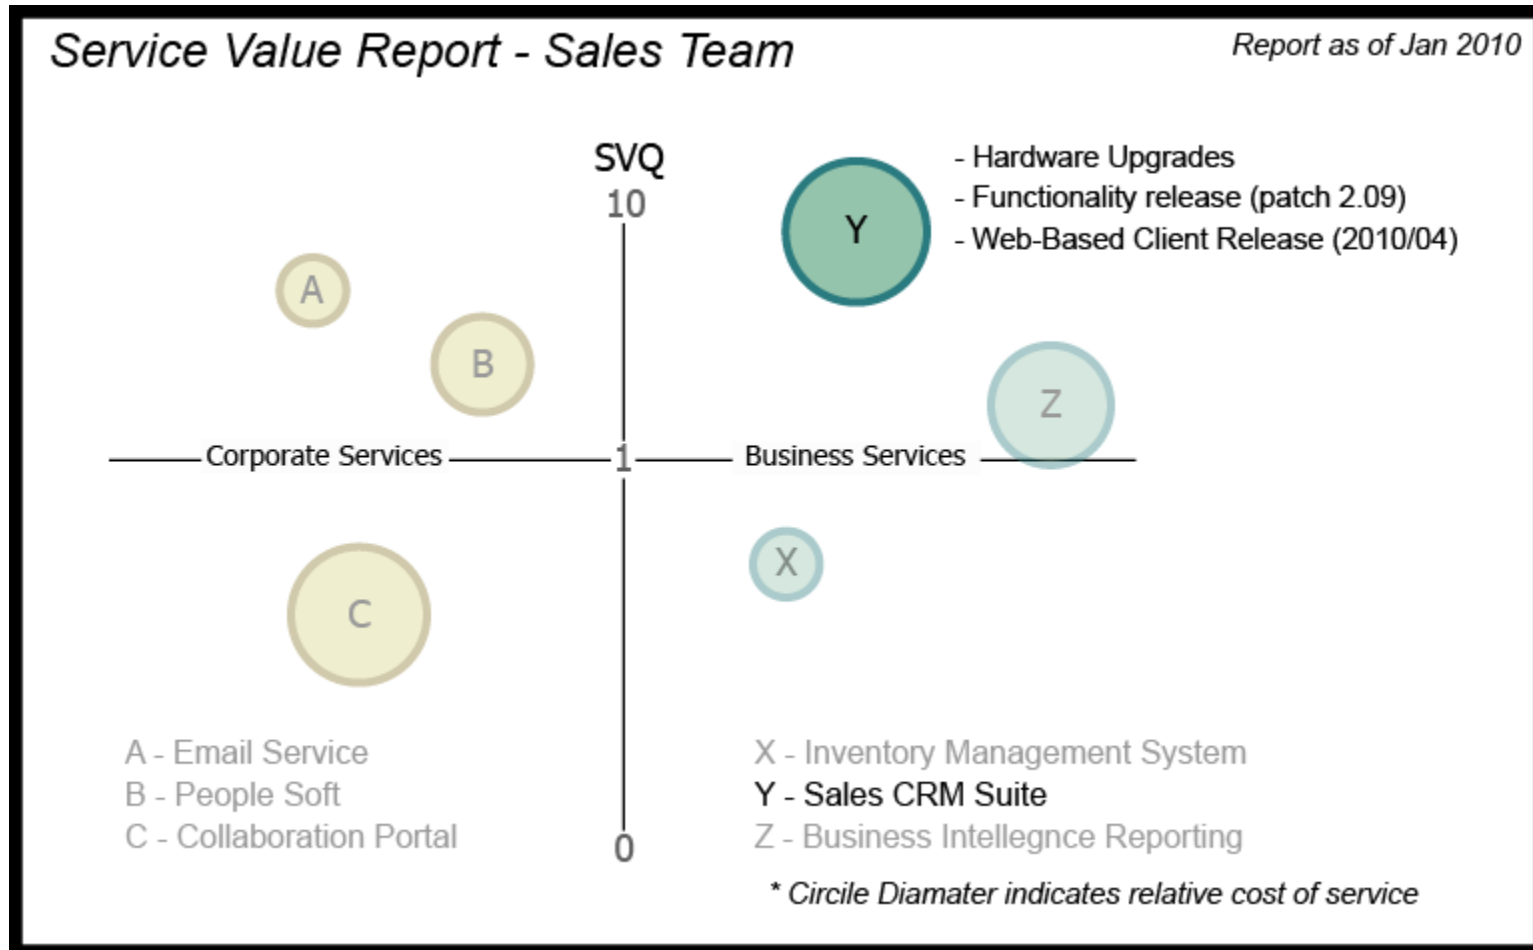 Service Value Report - Sales Team
Report as of Jan 2010
SVQ
10
- Hardware Upgrades
- Functionality release (patch 2.09)
- Web-Based Client Release (2010/04)
Y
A
B
Z
Corporate Services
1
Business Services
X
C
A - Email Service
B - People Soft
C - Collaboration Portal
0
X - Inventory Management System
Y - Sales CRM Suite
Z - Business Intellegnce Reporting
* Circile Diamater indicates relative cost of service